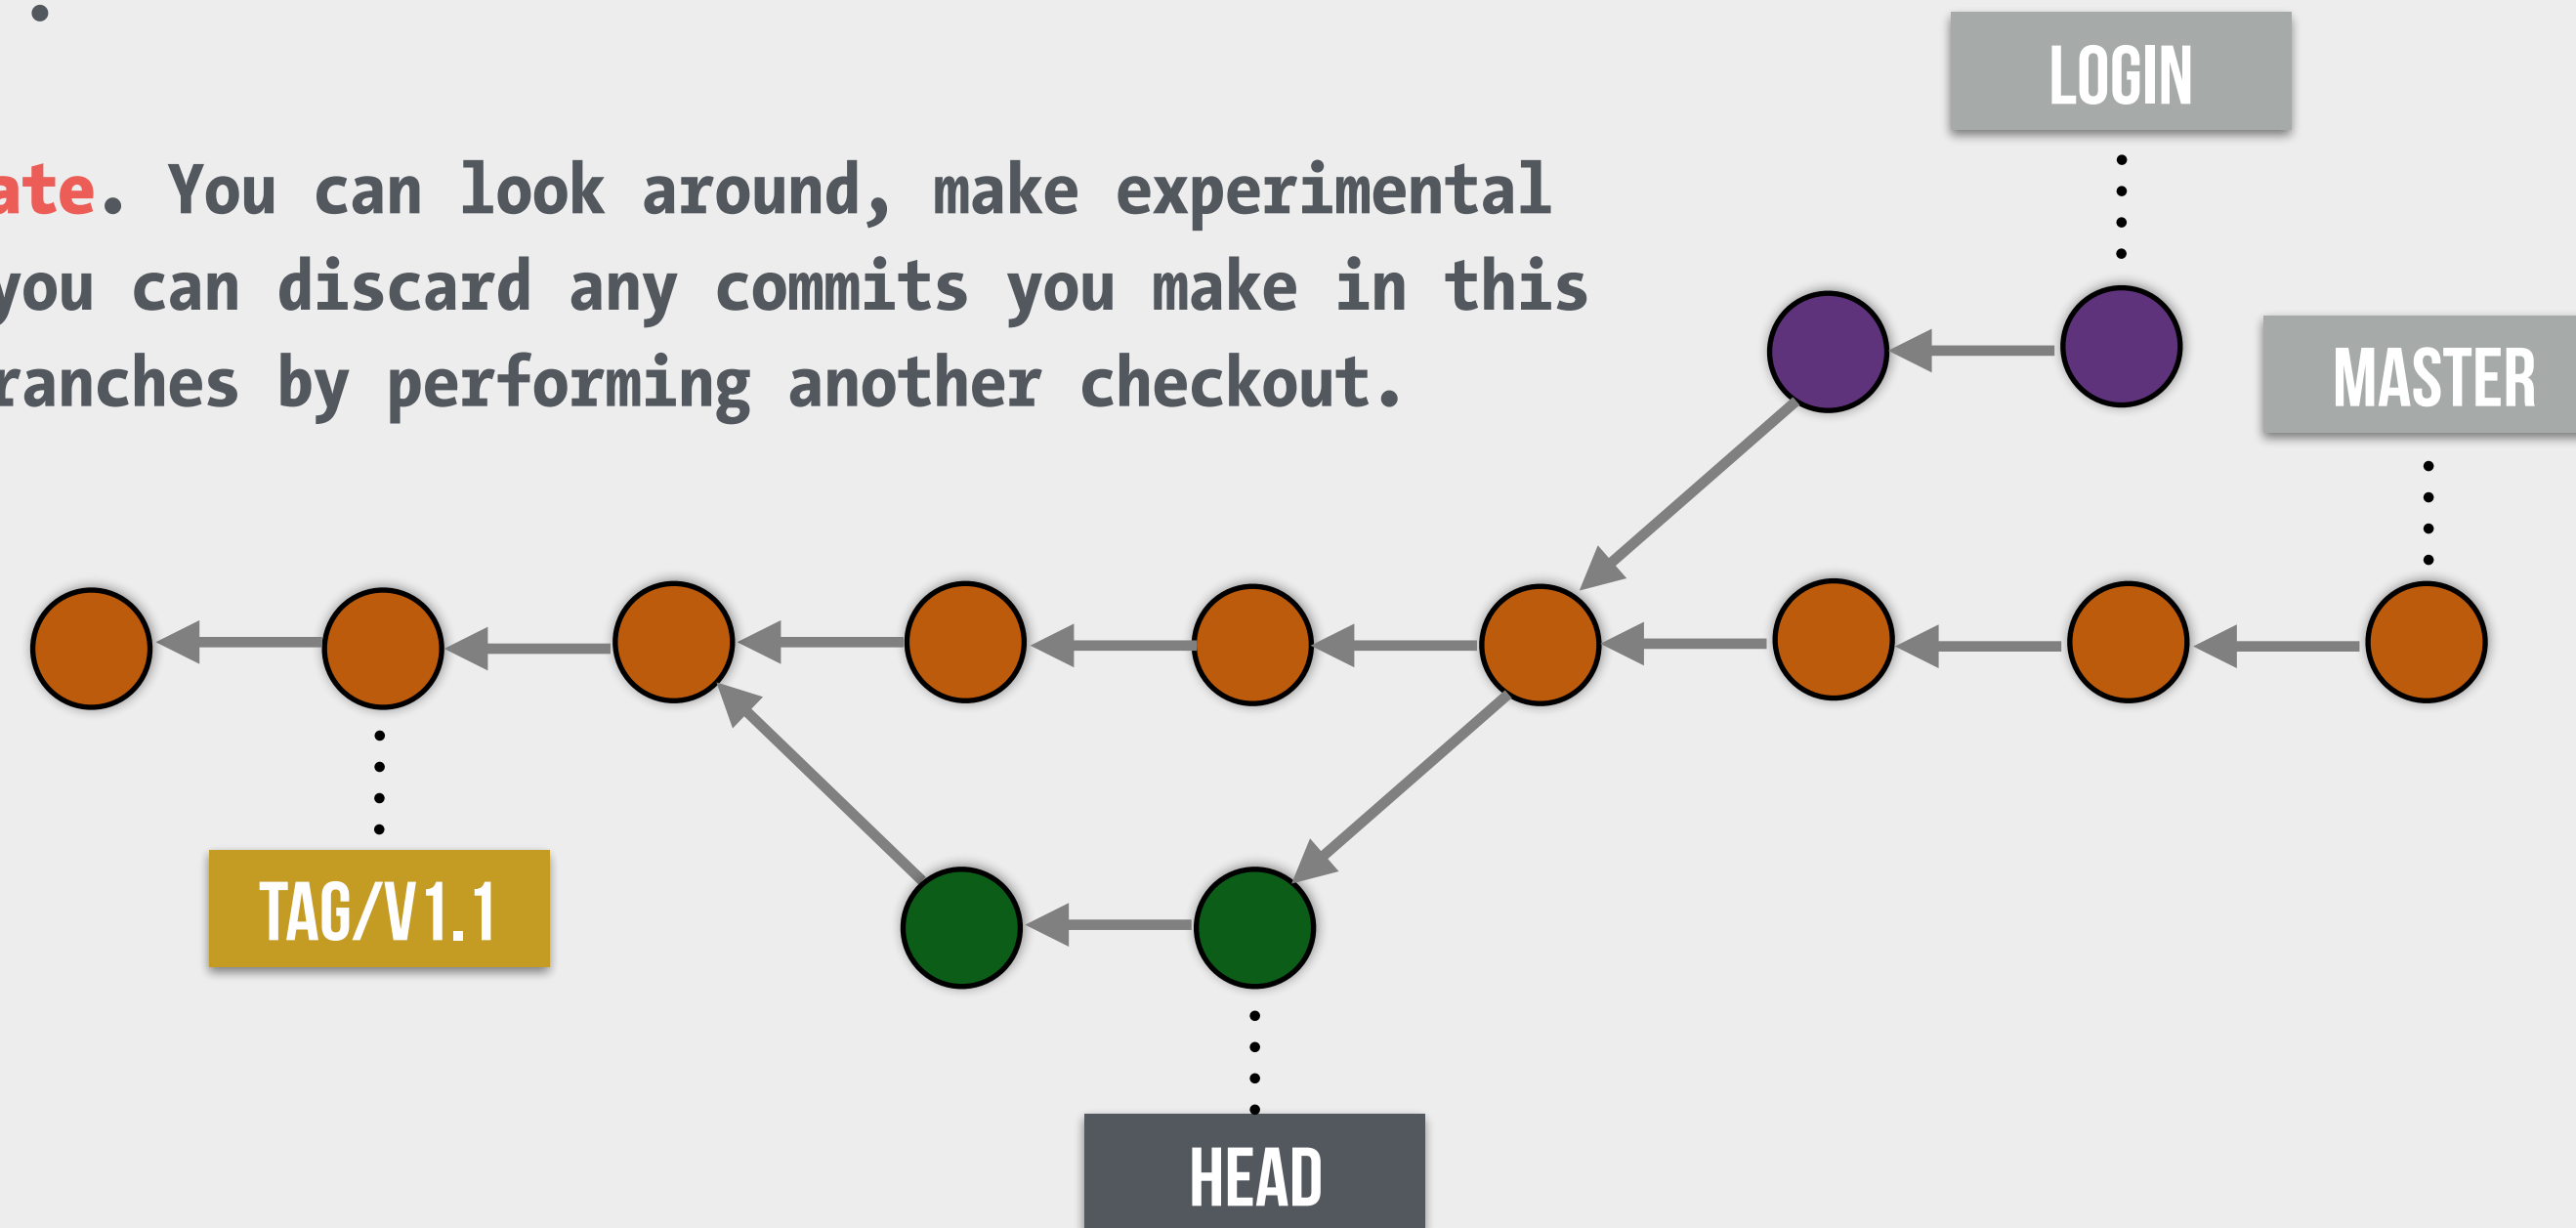 LOGIN
ate. You can look around, make experimental
you can discard any commits you make in this
ranches by performing another checkout.
MASTER
TAG/V1.1
HEAD